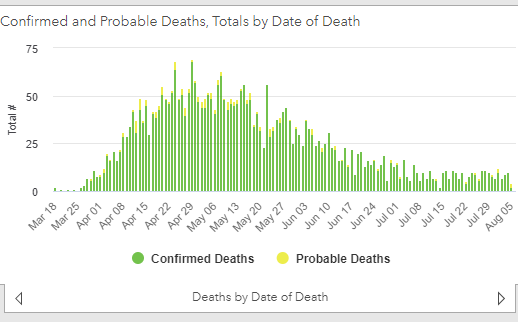 Confirmed and Probable Deaths, Totals by Date of Death
75
50
25
0
Total #
Mar 18
Mar 25
Apr 01
Apr 08
Apr 15
Apr 22
Apr 29
May 06
May 13
May 20
May 27
Jun 03
Jun 10
Jun 17
Jun 24
Jul 01
Jul 08
Jul 15
Jul 22
Jul 29
Aug 05
Confirmed Deaths
Probable Deaths
Deaths by Date of Death